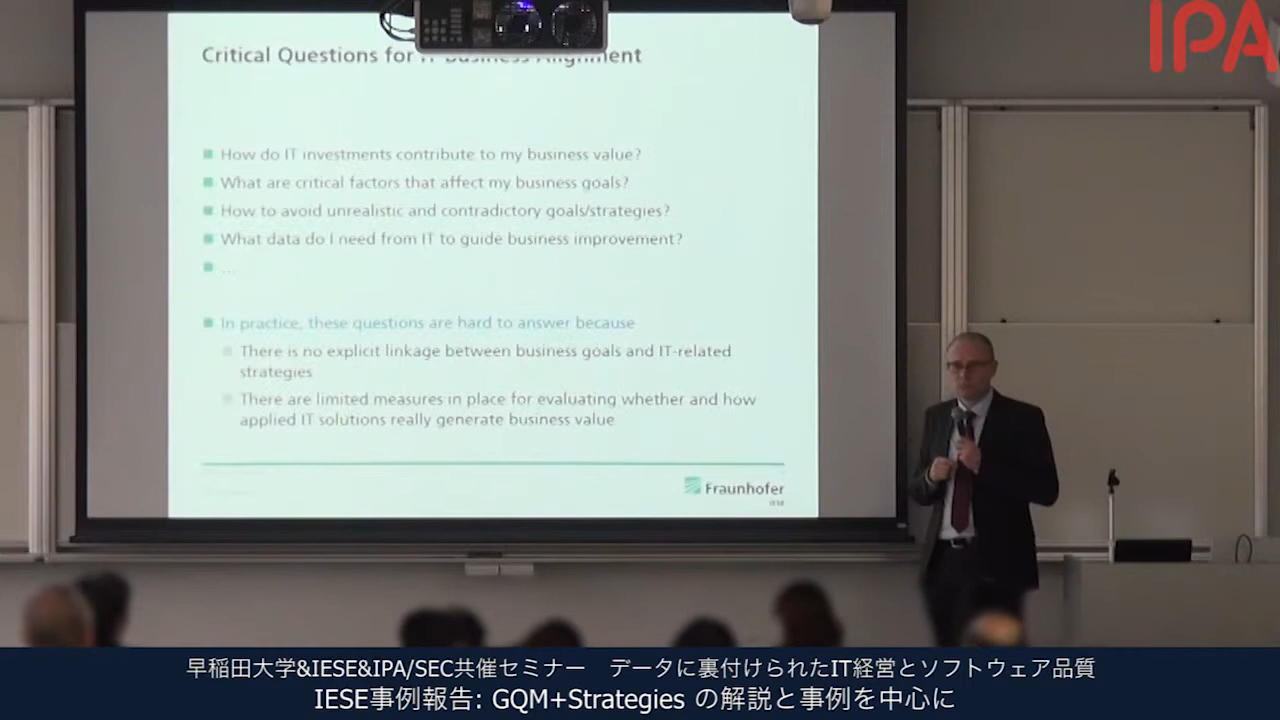 IPA
Critical Questions for IT Business Alignment
How do IT investments contribute to my business value?
What are critical factors that affect my business goals?
How to avoid unrealistic and contradictory goals/strategies?
What data do I need from IT to guide business improvement?
...
In practice, these questions are hard to answer because
There is no explicit linkage between business goals and IT-related
strategies
There are limited measures in place for evaluating whether and how
applied IT solutions really generate business value
Fraunhofer
IESE
早稲田大学&IESE&IPA/SEC共催セミナー　データに裏付けられたIT経営とソフトウェア品質
IESE事例報告: GQM+Strategies の解説と事例を中心に